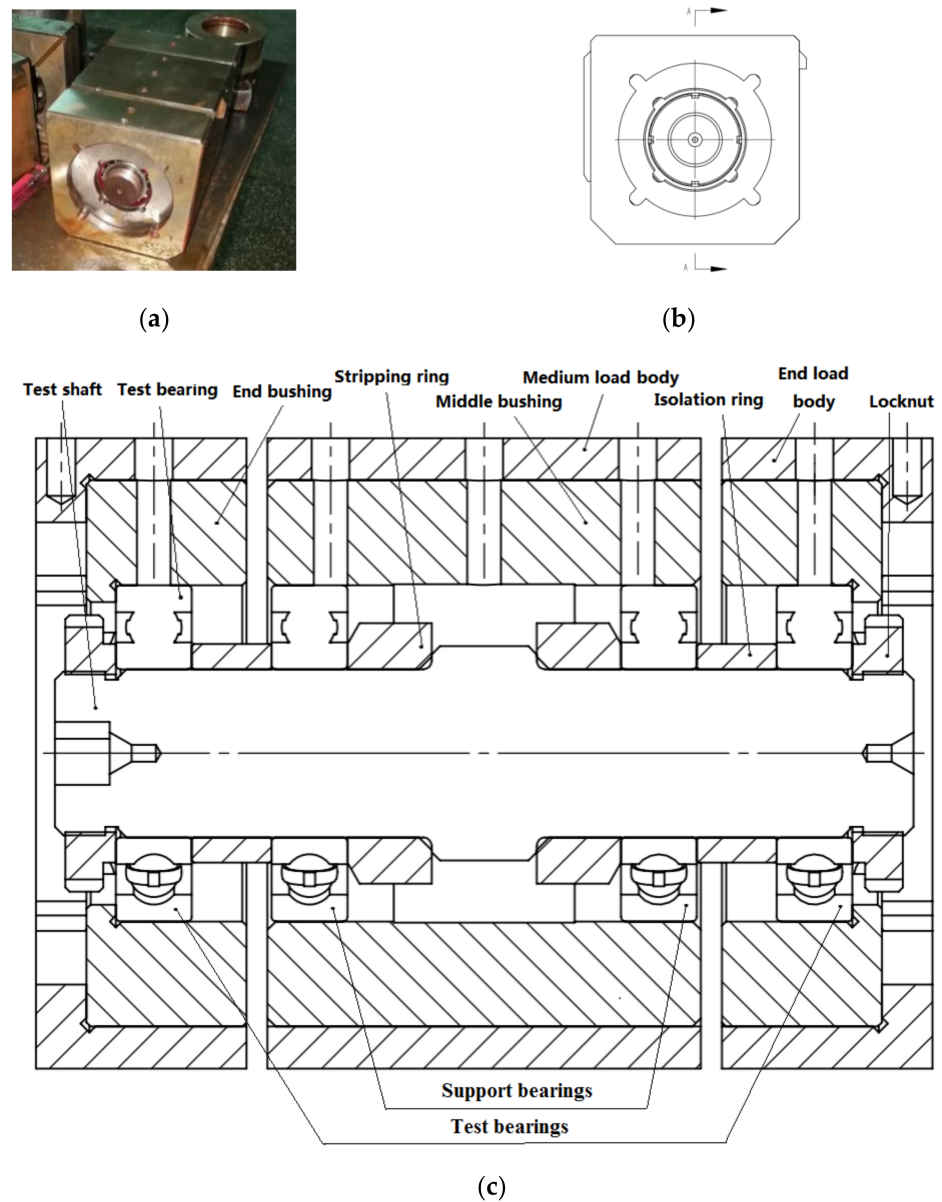 A
A
(a)
(b)
Test shaft
Test bearing
End bushing
Stripping ring
Medium load body
Middle bushing
Isolation ring
End load
body
Locknut
Support bearings
Test bearings
(c)